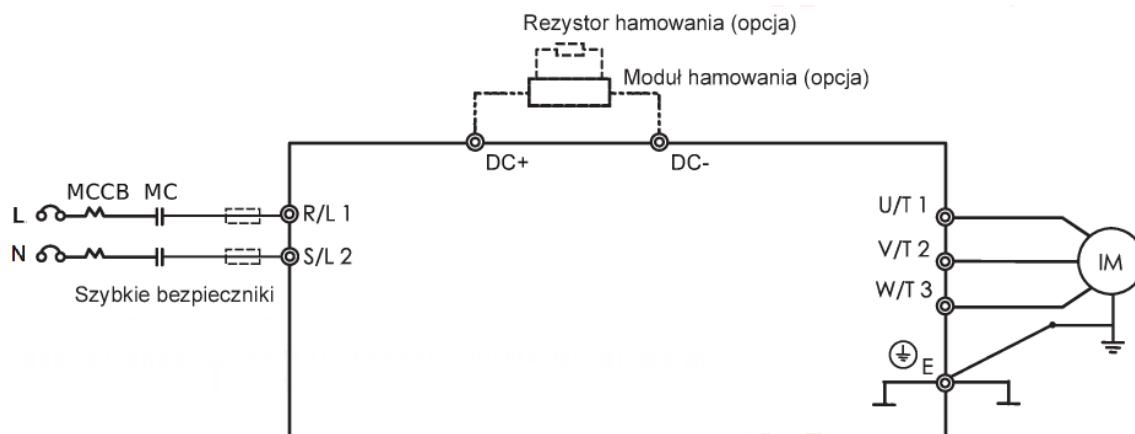 Rezystor hamowania (opcja)
Moduł hamowania (opcja)
DC+
DC-
MCCB MC
L
R/L 1
N
S/L 2
Szybkie bezpieczniki
U/T 1
V/T 2
W/T 3
IM
E